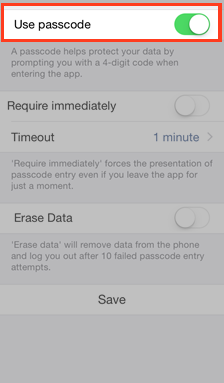 Use passcode
A passcode helps protect your data by
prompting you with a 4-digit code when
entering the app.
Require immediately
Timeout 1 minute
'Require immediately' forces the presentation of
passcode entry even if you leave the app for
just a moment.
Erase Data
'Erase data' will remove data from the phone
and log you out after 10 failed passcode entry
attempts.
Save